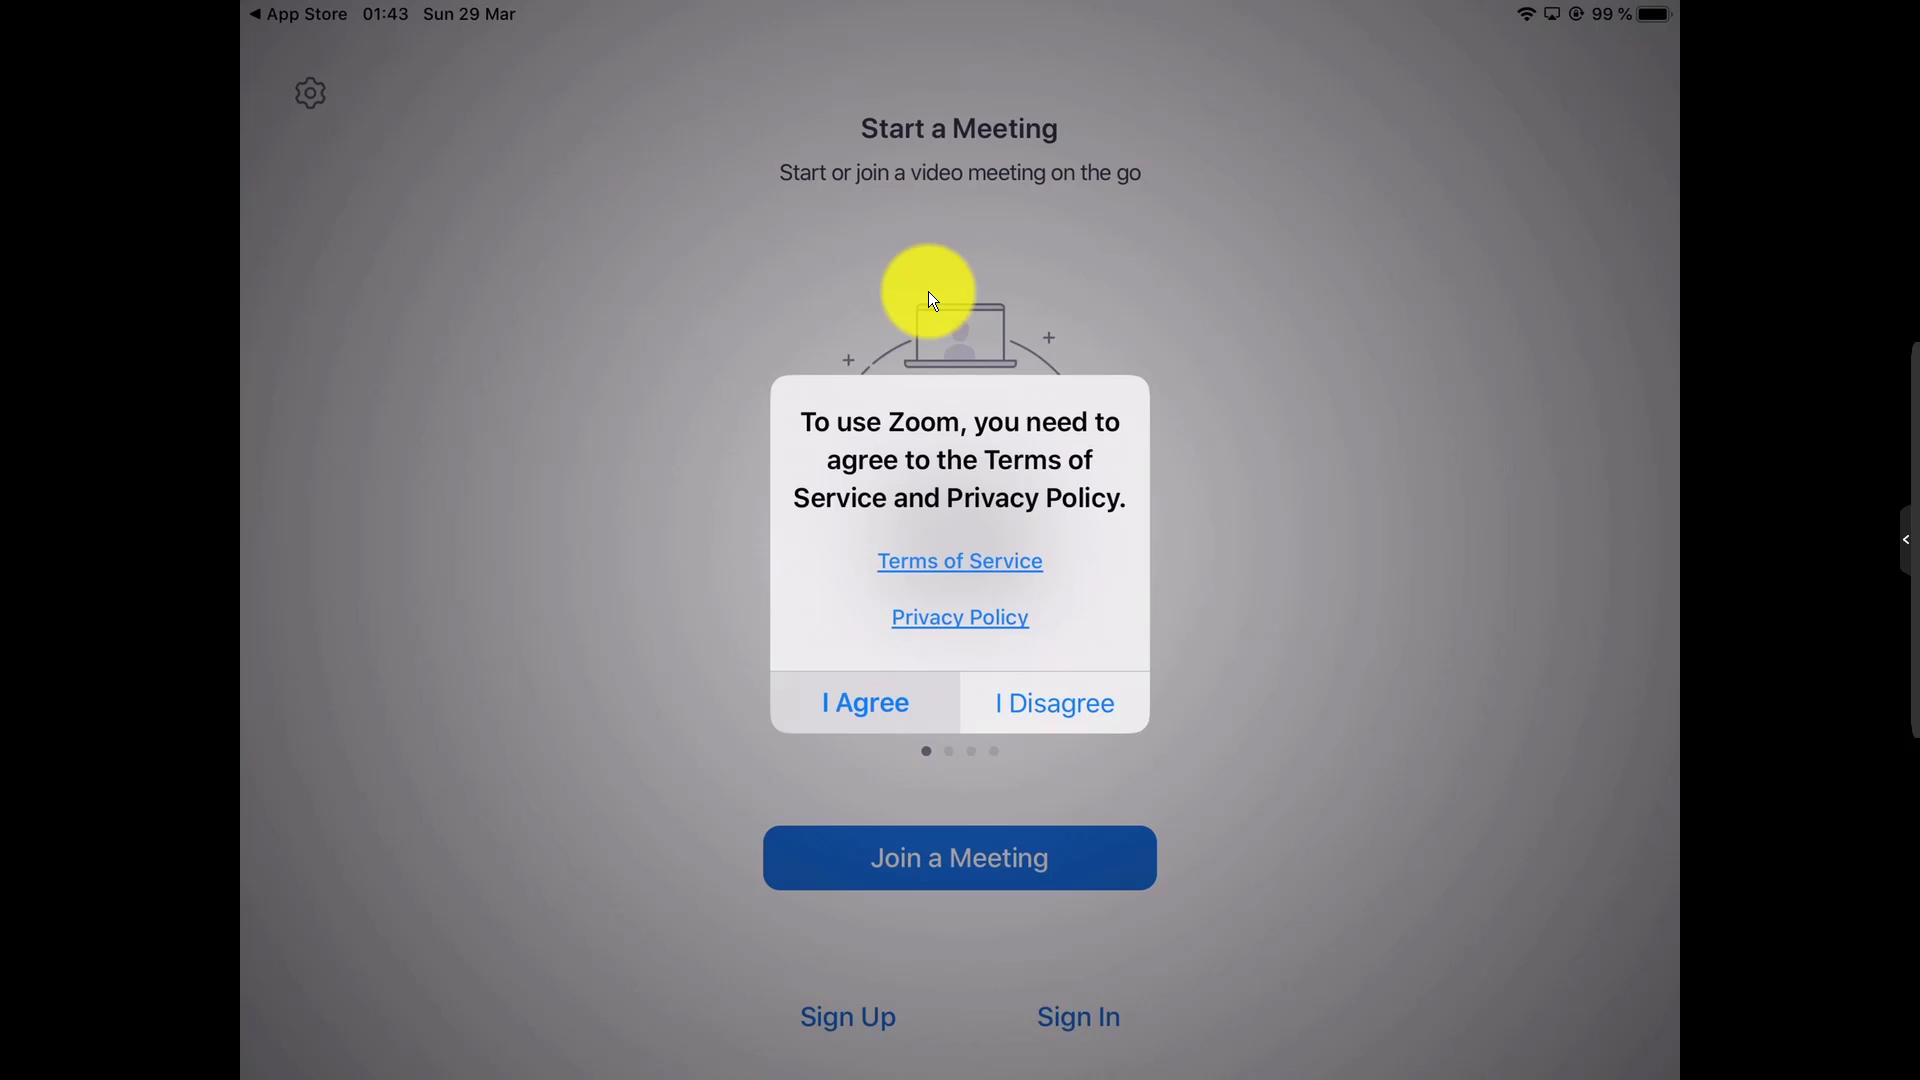 App Store 01:43 Sun 29 Mar 99 %
Start a Meeting
Start or join a video meeting on the go
To use Zoom, you need to
agree to the Terms of
Service and Privacy Policy.
Terms of Service
Privacy Policy
I Agree I Disagree
Join a Meeting
Sign Up Sign In